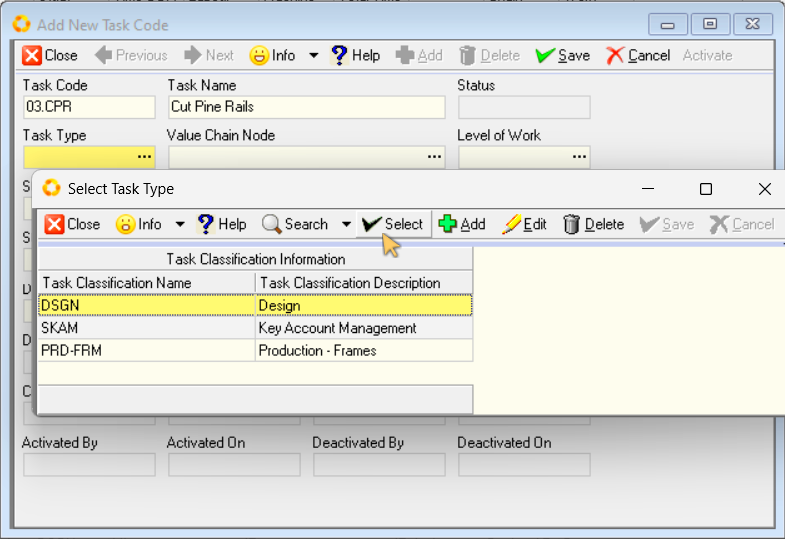 Add New Task Code
Close Previous Next Info Help Add Delete Save Cancel Activate
Task Code Task Name Status
03.CPR Cut Pine Rails
Task Type Value Chain Node Level of Work
... ... ...
S
Select Task Type
Close Info Help Search Select Add Edit Delete Save Cancel
S
Task Classification Information
Task Classification Name Task Classification Description
D
DSGN Design
SKAM Key Account Management
D
PRD-FRM Production - Frames
C
Activated By Activated On Deactivated By Deactivated On